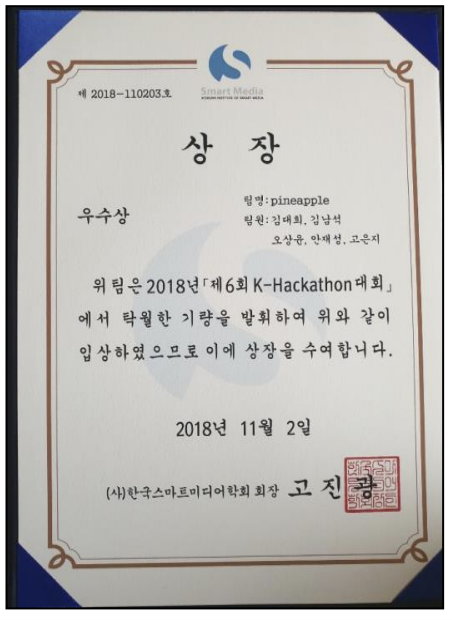 Smart Media
KOREAN INSTITUTE OF SMART MEDIA
제 2018-110203호
상 장
우수상
팀명: pineapple
팀원: 김대희, 김남석
오상윤, 안재성, 고은지
위 팀은 2018년 「제6회 K-Hackathon 대회」
에서 탁월한 기량을 발휘하여 위와 같이
입상하였으므로 이에 상장을 수여합니다.
2018년 11월 2일
(사)한국스마트미디어학회 회장 고 진 광